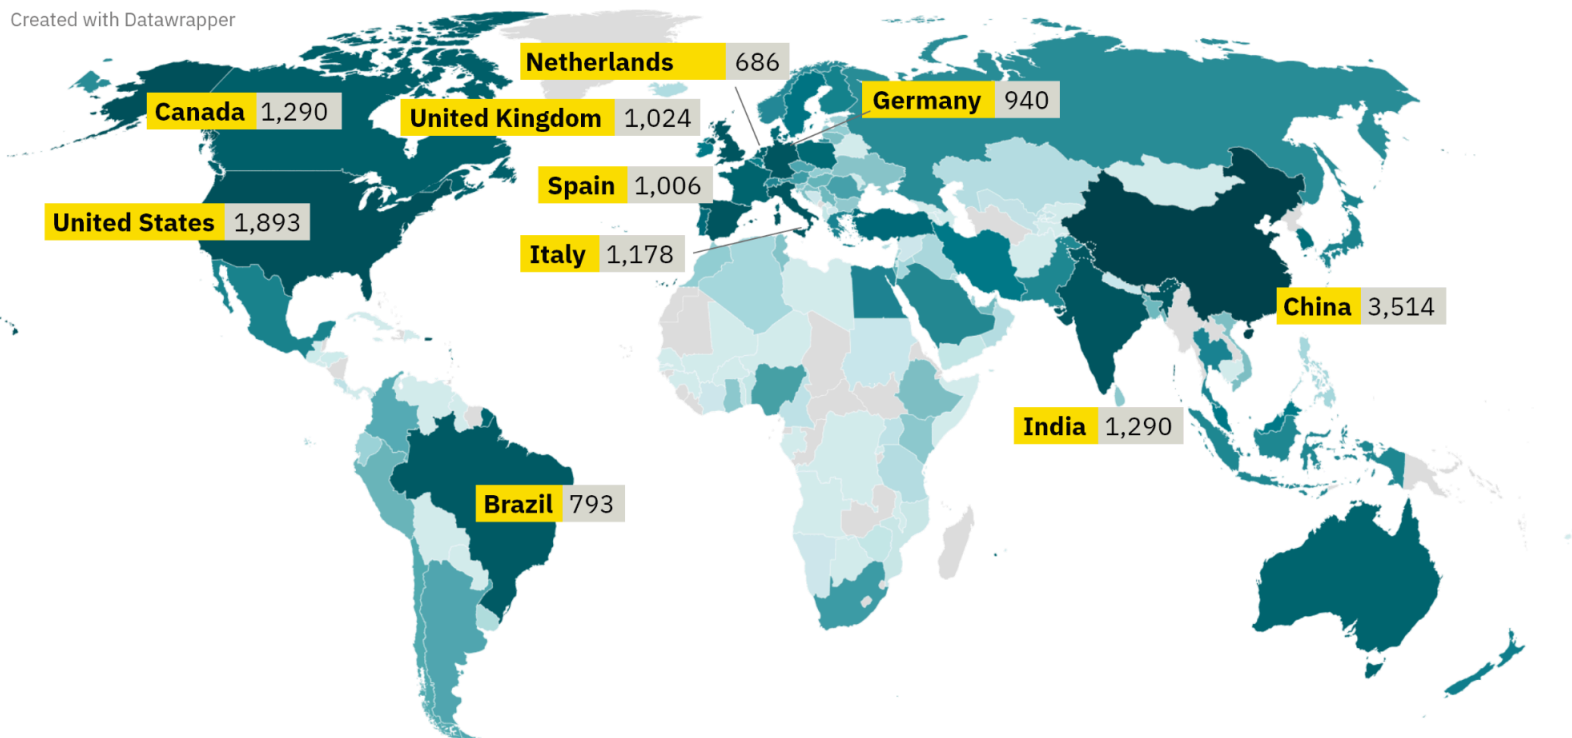 Created with Datawrapper
Netherlands 686
Germany 940
Canada 1,290
United Kingdom 1,024
Spain 1,006
United States 1,893
Italy 1,178
China 3,514
India 1,290
Brazil 793